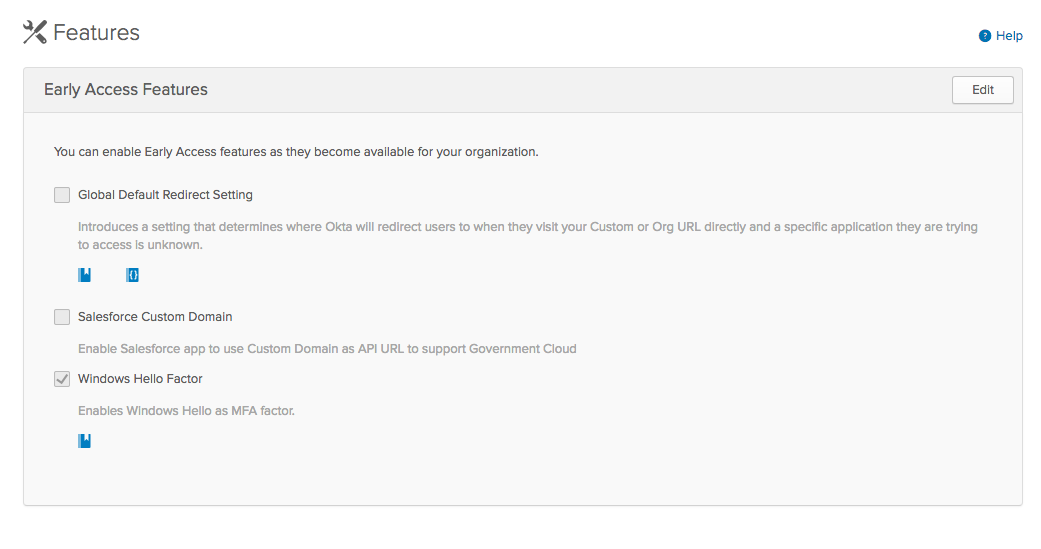 Features
Help
Early Access Features
Edit
You can enable Early Access features as they become available for your organization.
Global Default Redirect Setting
Introduces a setting that determines where Okta will redirect users to when they visit your Custom or Org URL directly and a specific application they are trying
to access is unknown.
Salesforce Custom Domain
Enable Salesforce app to use Custom Domain as API URL to support Government Cloud
Windows Hello Factor
Enables Windows Hello as MFA factor.